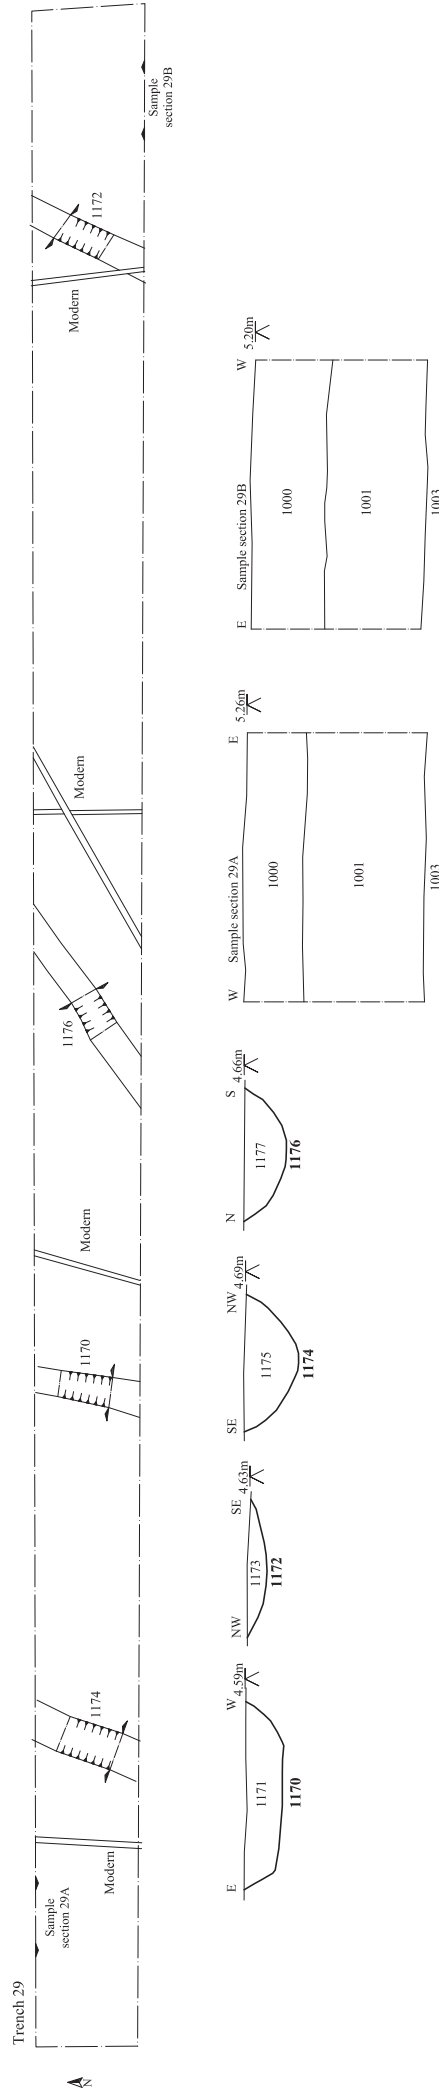 Trench 29
N
Sample
section 29A
Modern
1174
1170
Modern
1176
Modern
Modern
1172
Sample
section 29B
E
W
4.59m
1171
1170
NW
SE
4.63m
1173
1172
SE
NW
4.69m
1175
1174
N
S
4.66m
1177
1176
W
Sample section 29A
E
5.26m
1000
1001
1003
E
Sample section 29B
W
5.20m
1000
1001
1003